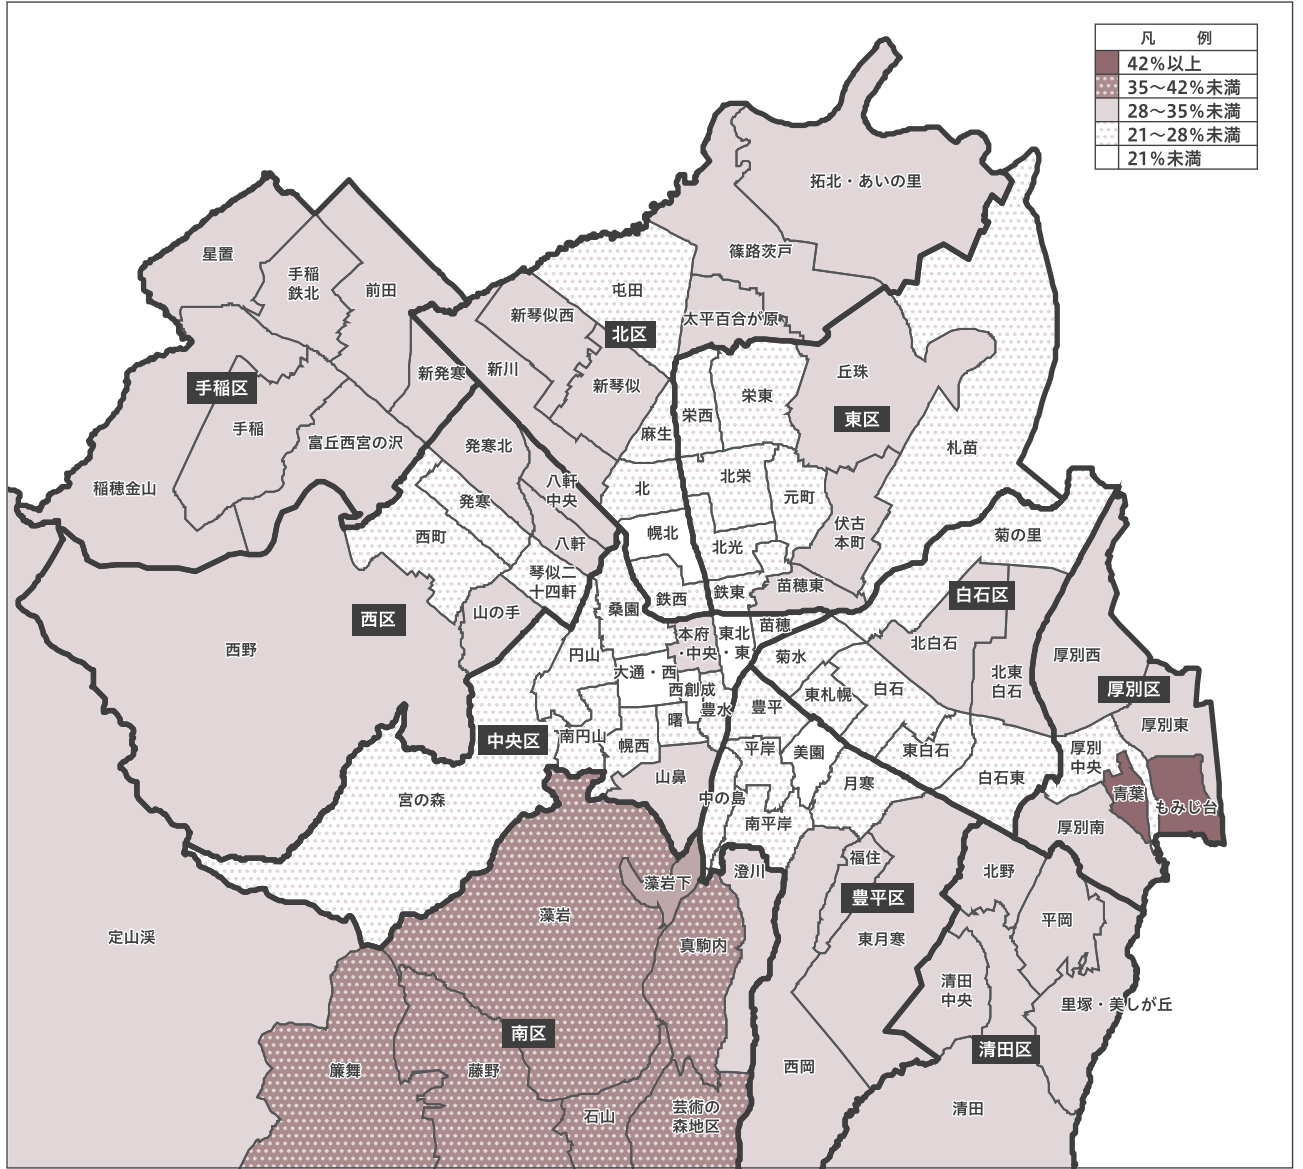 凡 例
42%以上
35〜42%未満
28〜35%未満
21〜28%未満
21%未満
拓北・あいの里
篠路茨戸
星置
手稲
鉄北
前田
屯田
新琴似西
太平百合が原
北区
手稲区
新発寒
新川
新琴似
丘珠
栄東
栄西
東区
手稲
富丘西宮の沢
麻生
発寒北
札苗
稲穂金山
八軒
中央
北
北栄
元町
発寒
伏古
本町
西町
幌北
菊の里
八軒
北光
琴似二
十四軒
鉄西
鉄東
苗穂東
白石区
西区
山の手
桑園
本府
・中央
東北
・東
苗穂
北白石
西野
円山
菊水
厚別西
大通・西
北東
白石
西創成
東札幌
白石
厚別区
豊水
豊平
曙
厚別東
中央区
南円山
幌西
平岸
美園
東白石
厚別
中央
山鼻
月寒
白石東
宮の森
中の島
青葉
もみじ台
南平岸
厚別南
福住
澄川
北野
藻岩下
豊平区
藻岩
平岡
定山渓
真駒内
東月寒
清田
中央
里塚・美しが丘
南区
清田区
簾舞
藤野
西岡
石山
芸術の
森地区
清田